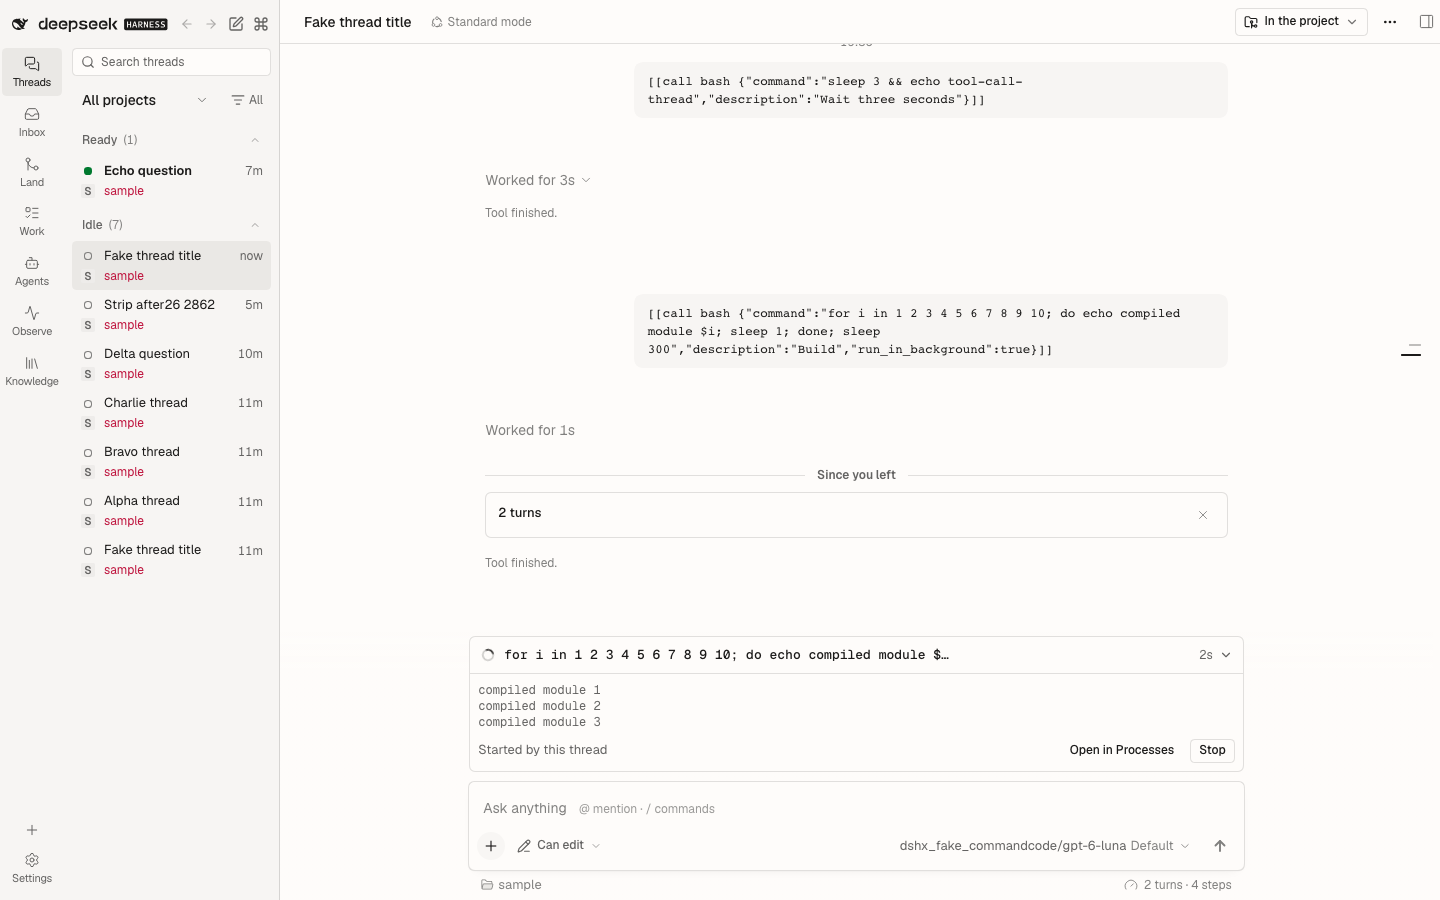 deepseek HARNESS
Threads
Inbox
Land
Work
Agents
Observe
Knowledge
Settings
Search threads
All projects
All
Ready (1)
Echo question 7m
S sample
Idle (7)
Fake thread title now
S sample
Strip after26 2862 5m
S sample
Delta question 10m
S sample
Charlie thread 11m
S sample
Bravo thread 11m
S sample
Alpha thread 11m
S sample
Fake thread title 11m
S sample
Fake thread title
Standard mode
In the project
[[call bash {"command":"sleep 3 && echo tool-call-
thread","description":"Wait three seconds"}]]
Worked for 3s
Tool finished.
[[call bash {"command":"for i in 1 2 3 4 5 6 7 8 9 10; do echo compiled
module $i; sleep 1; done; sleep
300","description":"Build","run_in_background":true}]]
Worked for 1s
Since you left
2 turns
Tool finished.
for i in 1 2 3 4 5 6 7 8 9 10; do echo compiled module $… 2s
compiled module 1
compiled module 2
compiled module 3
Started by this thread
Open in Processes
Stop
Ask anything @ mention · / commands
Can edit
dshx_fake_commandcode/gpt-6-luna Default
sample
2 turns · 4 steps